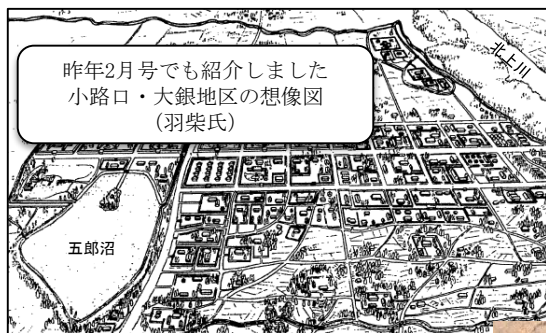 昨年2月号でも紹介しました
小路口・大銀地区の想像図
(羽柴氏)
北上川
五郎沼